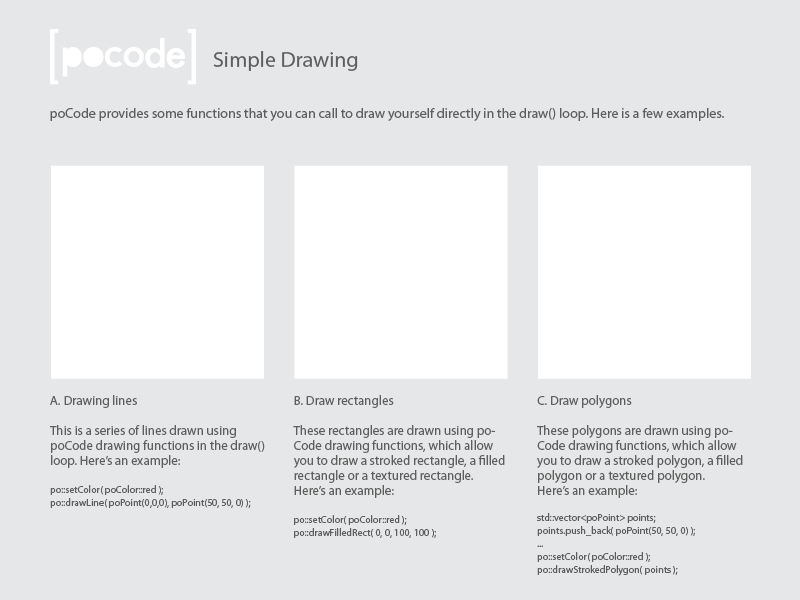 [pocode] Simple Drawing
poCode provides some functions that you can call to draw yourself directly in the draw() loop. Here is a few examples.
A. Drawing lines
This is a series of lines drawn using
poCode drawing functions in the draw()
loop. Here's an example:
po::setColor( poColor::red );
po::drawLine( poPoint(0,0,0), poPoint(50, 50, 0) );
B. Draw rectangles
These rectangles are drawn using po-
Code drawing functions, which allow
you to draw a stroked rectangle, a filled
rectangle or a textured rectangle.
Here's an example:
po::setColor( poColor::red );
po::drawFilledRect( 0, 0, 100, 100 );
C. Draw polygons
These polygons are drawn using po-
Code drawing functions, which allow
you to draw a stroked polygon, a filled
polygon or a textured polygon.
Here's an example:
std::vector<poPoint> points;
points.push_back( poPoint(50, 50, 0) );
...
po::setColor( poColor::red );
po::drawStrokedPolygon( points );